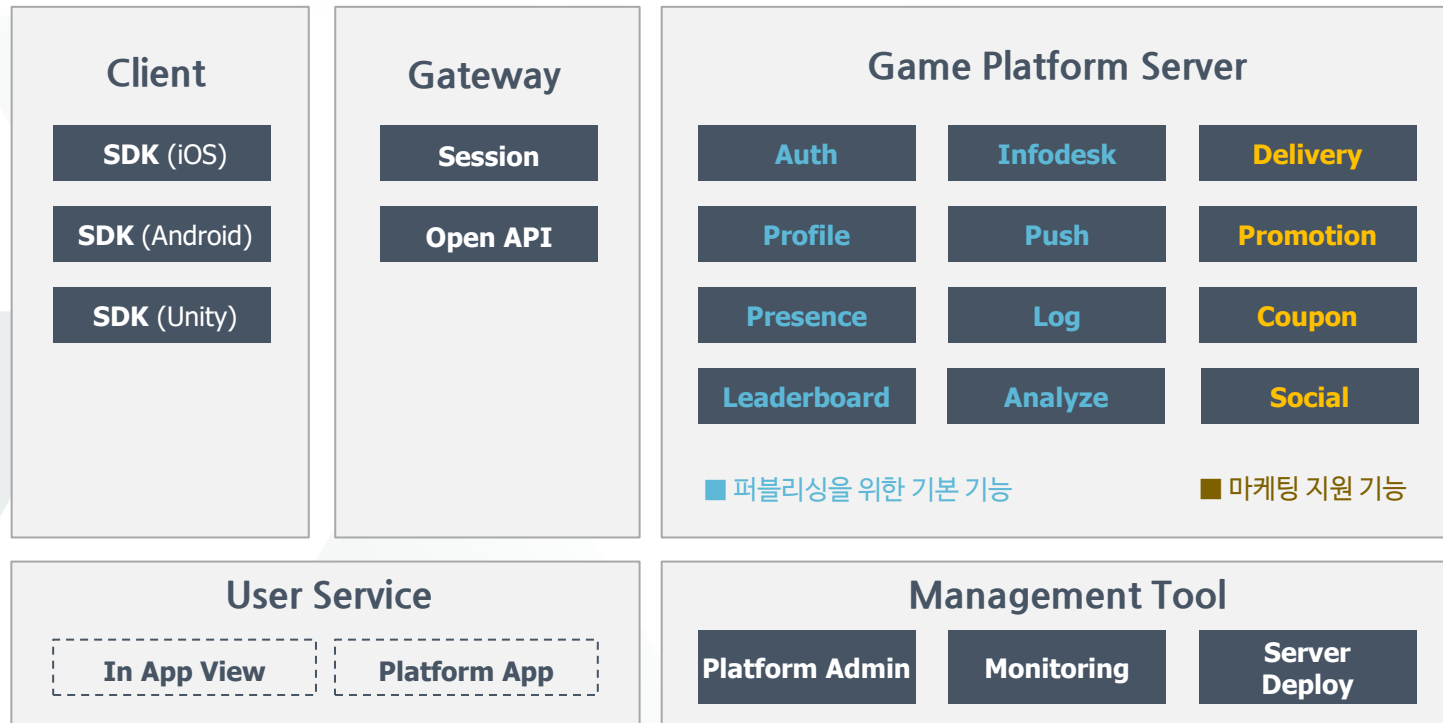 Client
SDK (iOS)
SDK (Android)
SDK (Unity)
Gateway
Session
Open API
Game Platform Server
Auth
Infodesk
Delivery
Profile
Push
Promotion
Presence
Log
Coupon
Leaderboard
Analyze
Social
퍼블리싱을 위한 기본 기능
마케팅 지원 기능
User Service
In App View
Platform App
Management Tool
Platform Admin
Monitoring
Server
Deploy